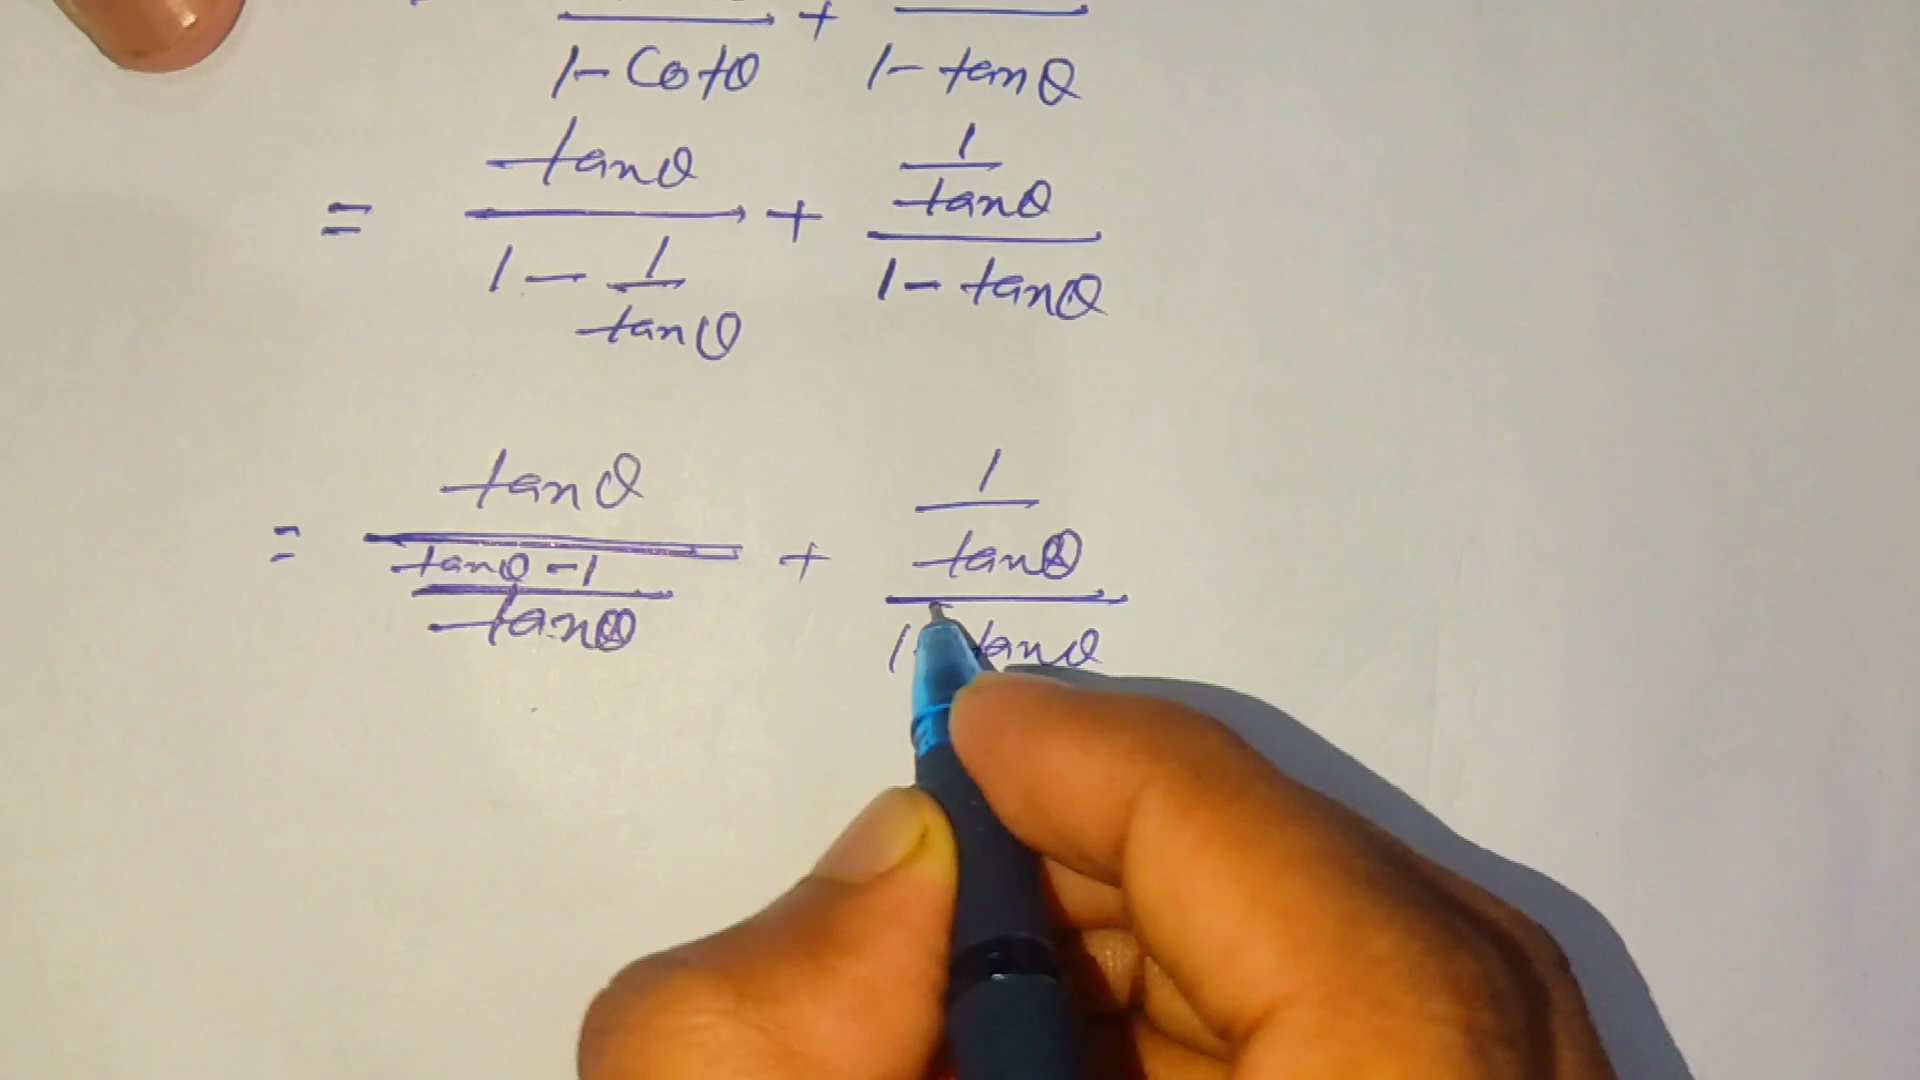 +
1 - Cotθ 1 - tanθ
tanθ 1
= + tanθ
1 - 1 1 - tanθ
tanθ
tanθ 1
= + tanθ
tanθ - 1
tanθ 1 tanθ